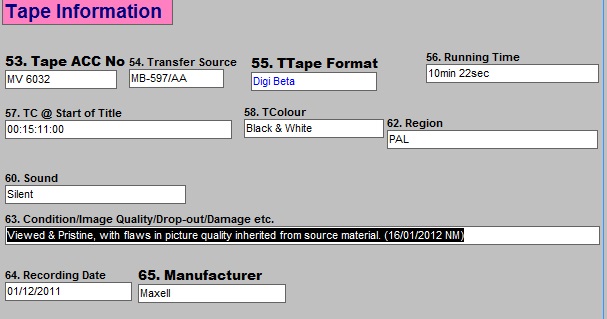 Tape Information
53. Tape ACC No 54. Transfer Source 55. TTape Format 56. Running Time
MV 6032 MB-597/AA Digi Beta 10min 22sec
57. TC @ Start of Title 58. TColour 62. Region
00:15:11:00 Black & White PAL
60. Sound
Silent
63. Condition/Image Quality/Drop-out/Damage etc.
Viewed & Pristine, with flaws in picture quality inherited from source material. (16/01/2012 NM)
64. Recording Date 65. Manufacturer
01/12/2011 Maxell